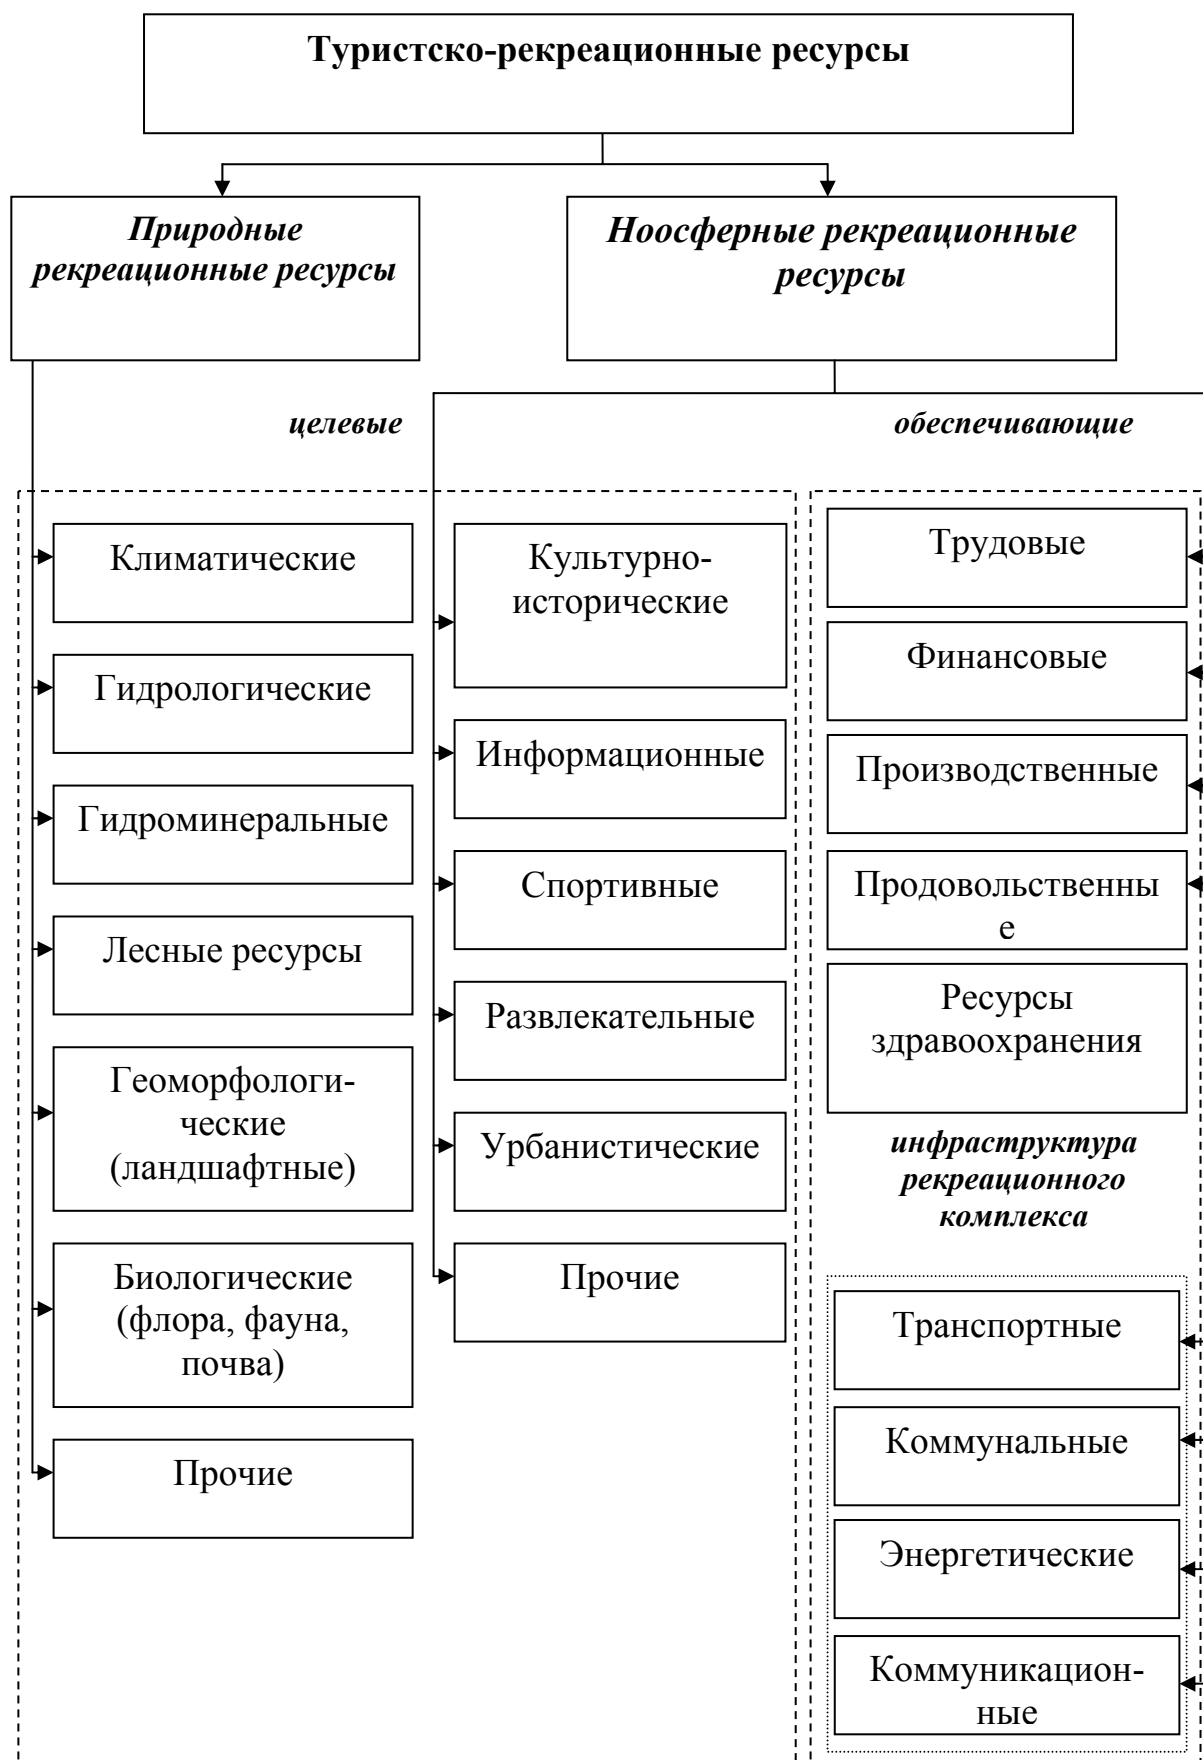 Туристско-рекреационные ресурсы
Природные
рекреационные ресурсы
Ноосферные рекреационные
ресурсы
целевые
обеспечивающие
Климатические
Гидрологические
Гидроминеральные
Лесные ресурсы
Геоморфологи-
ческие
(ландшафтные)
Биологические
(флора, фауна,
почва)
Прочие
Культурно-
исторические
Информационные
Спортивные
Развлекательные
Урбанистические
Прочие
Трудовые
Финансовые
Производственные
Продовольственны
е
Ресурсы
здравоохранения
инфраструктура
рекреационного
комплекса
Транспортные
Коммунальные
Энергетические
Коммуникацион-
ные